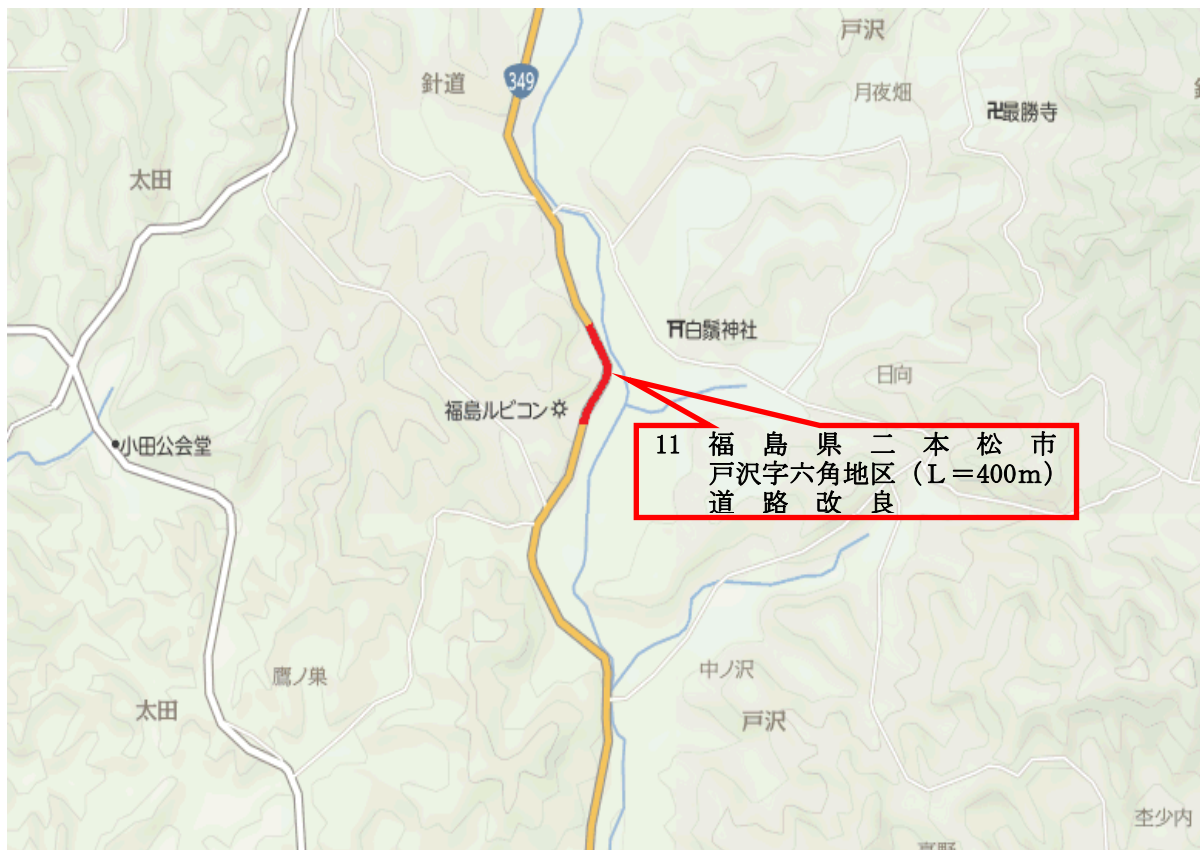 戸沢
針道
349
月夜畑
卍最勝寺
太田
白鬚神社
日向
福島ルビコン
小田公会堂
11 福島県二本松市
戸沢字六角地区（L＝400m）
道路改良
鷹ノ巣
中ノ沢
太田
戸沢